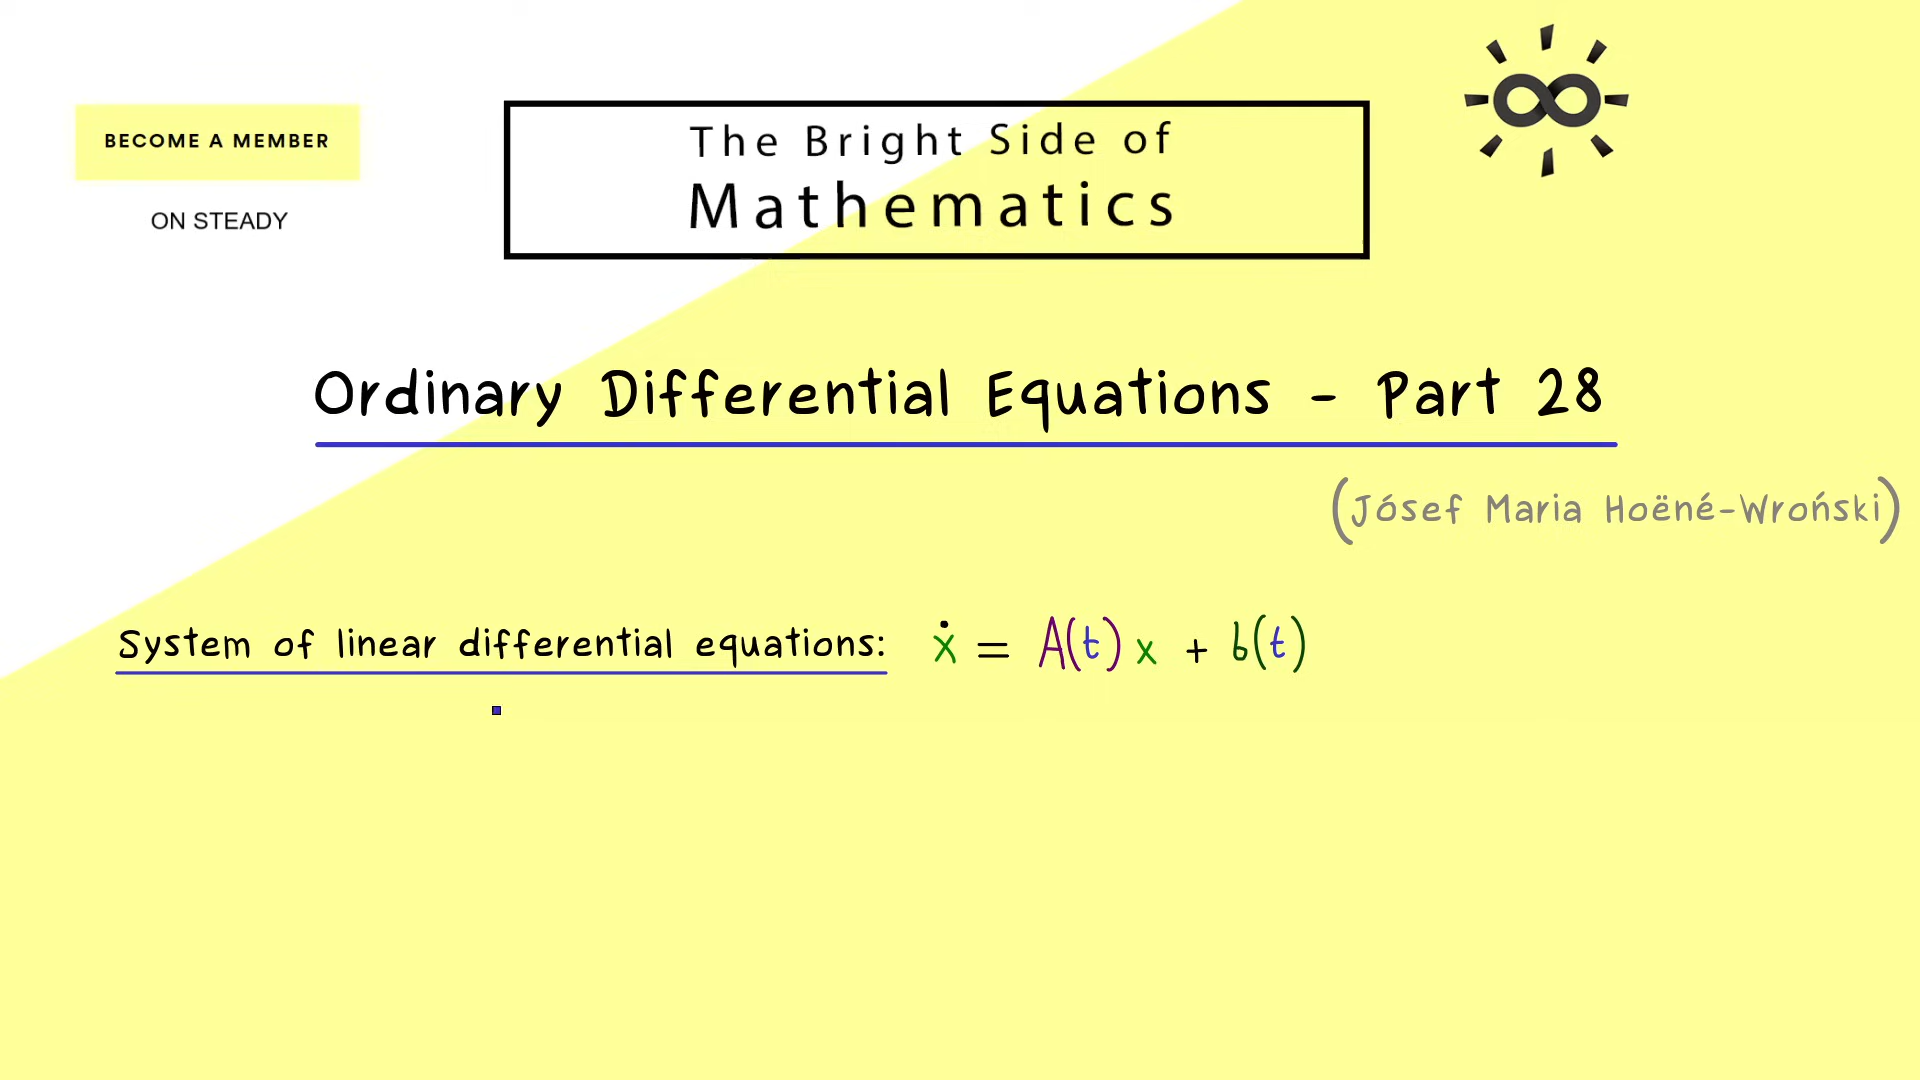 BECOME A MEMBER
ON STEADY
The Bright Side of
Mathematics
Ordinary Differential Equations - Part 28
(Jósef Maria Hoëné-Wroński)
System of linear differential equations: ẋ = A(t) x + b(t)